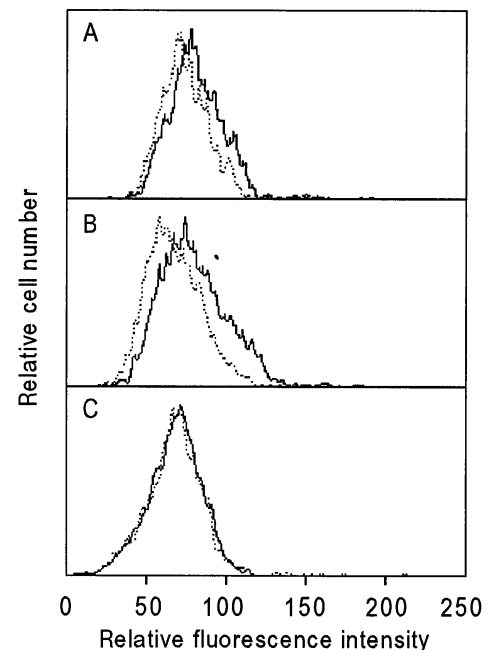 A
B
C
Relative cell number
0 50 100 150 200 250
Relative fluorescence intensity